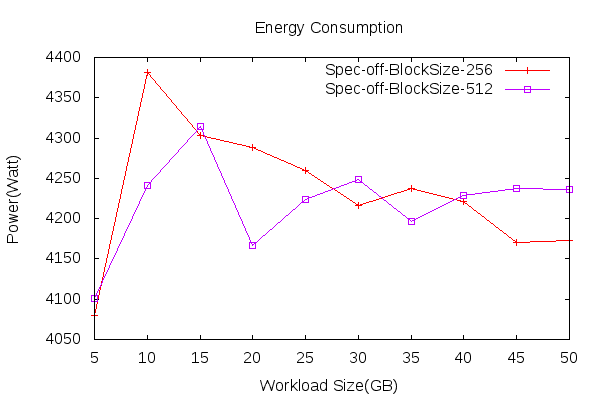 Energy Consumption
Spec-off-BlockSize-256
Spec-off-BlockSize-512
Power(Watt)
4400
4350
4300
4250
4200
4150
4100
4050
5 10 15 20 25 30 35 40 45 50
Workload Size(GB)